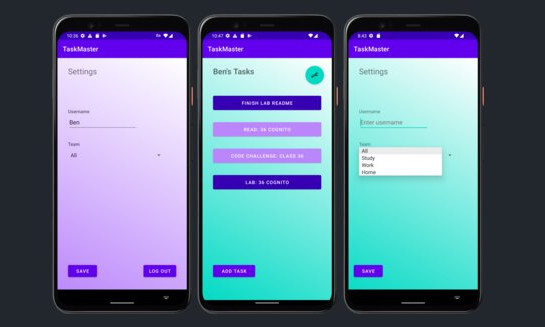 10:36
TaskMaster
Settings
Username
Ben
Team
All
SAVE
LOG OUT
10:47
TaskMaster
Ben's Tasks
FINISH LAB README
READ: 36 COGNITO
CODE CHALLENGE: CLASS 36
LAB: 36 COGNITO
ADD TASK
8:43
TaskMaster
Settings
Username
Enter username
Team
All
Study
Work
Home
SAVE